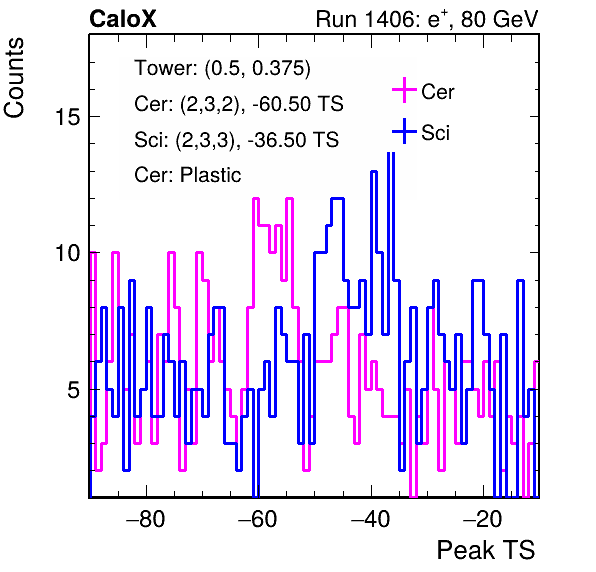 CaloX Run 1406: e⁺, 80 GeV
Counts
Tower: (0.5, 0.375)
Cer: (2,3,2), -60.50 TS
Sci: (2,3,3), -36.50 TS
Cer: Plastic
Cer
Sci
15
10
5
−80 −60 −40 −20
Peak TS